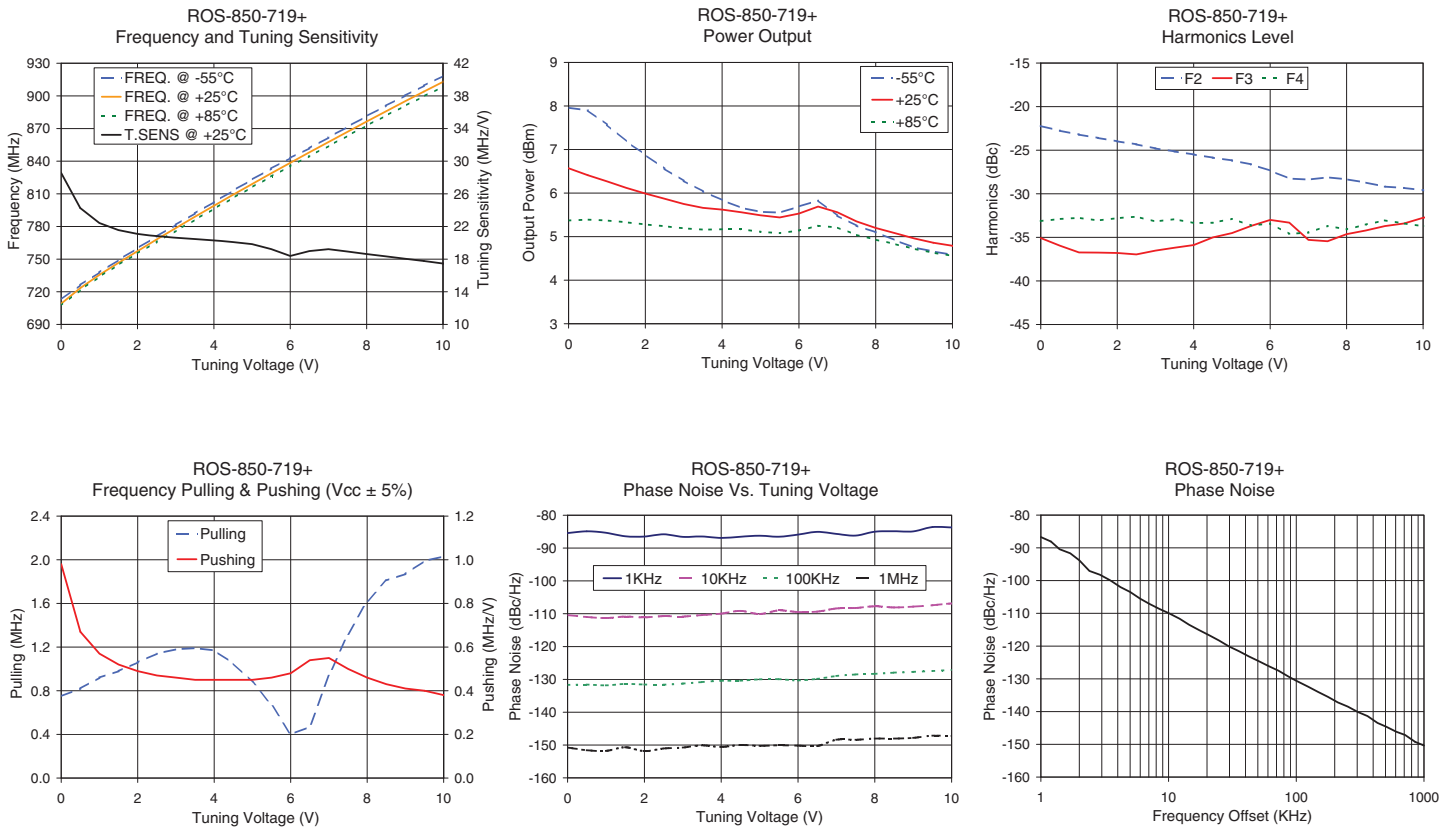 ROS-850-719+
Frequency and Tuning Sensitivity
930
900
870
840
810
780
750
720
690
Frequency (MHz)
FREQ. @ -55°C
FREQ. @ +25°C
FREQ. @ +85°C
T.SENS @ +25°C
42
38
34
30
26
22
18
14
10
Tuning Sensitivity (MHz/V)
0 2 4 6 8 10
Tuning Voltage (V)
ROS-850-719+
Power Output
9
8
7
6
5
4
3
Output Power (dBm)
-55°C
+25°C
+85°C
0 2 4 6 8 10
Tuning Voltage (V)
ROS-850-719+
Harmonics Level
-15
-20
-25
-30
-35
-40
-45
Harmonics (dBc)
F2 F3 F4
0 2 4 6 8 10
Tuning Voltage (V)
ROS-850-719+
Frequency Pulling & Pushing (Vcc ± 5%)
2.4
2.0
1.6
1.2
0.8
0.4
0.0
Pulling (MHz)
Pulling
Pushing
1.2
1.0
0.8
0.6
0.4
0.2
0.0
Pushing (MHz/V)
0 2 4 6 8 10
Tuning Voltage (V)
ROS-850-719+
Phase Noise Vs. Tuning Voltage
-80
-90
-100
-110
-120
-130
-140
-150
-160
Phase Noise (dBc/Hz)
1KHz 10KHz 100KHz 1MHz
0 2 4 6 8 10
Tuning Voltage (V)
ROS-850-719+
Phase Noise
-80
-90
-100
-110
-120
-130
-140
-150
-160
Phase Noise (dBc/Hz)
1 10 100 1000
Frequency Offset (KHz)